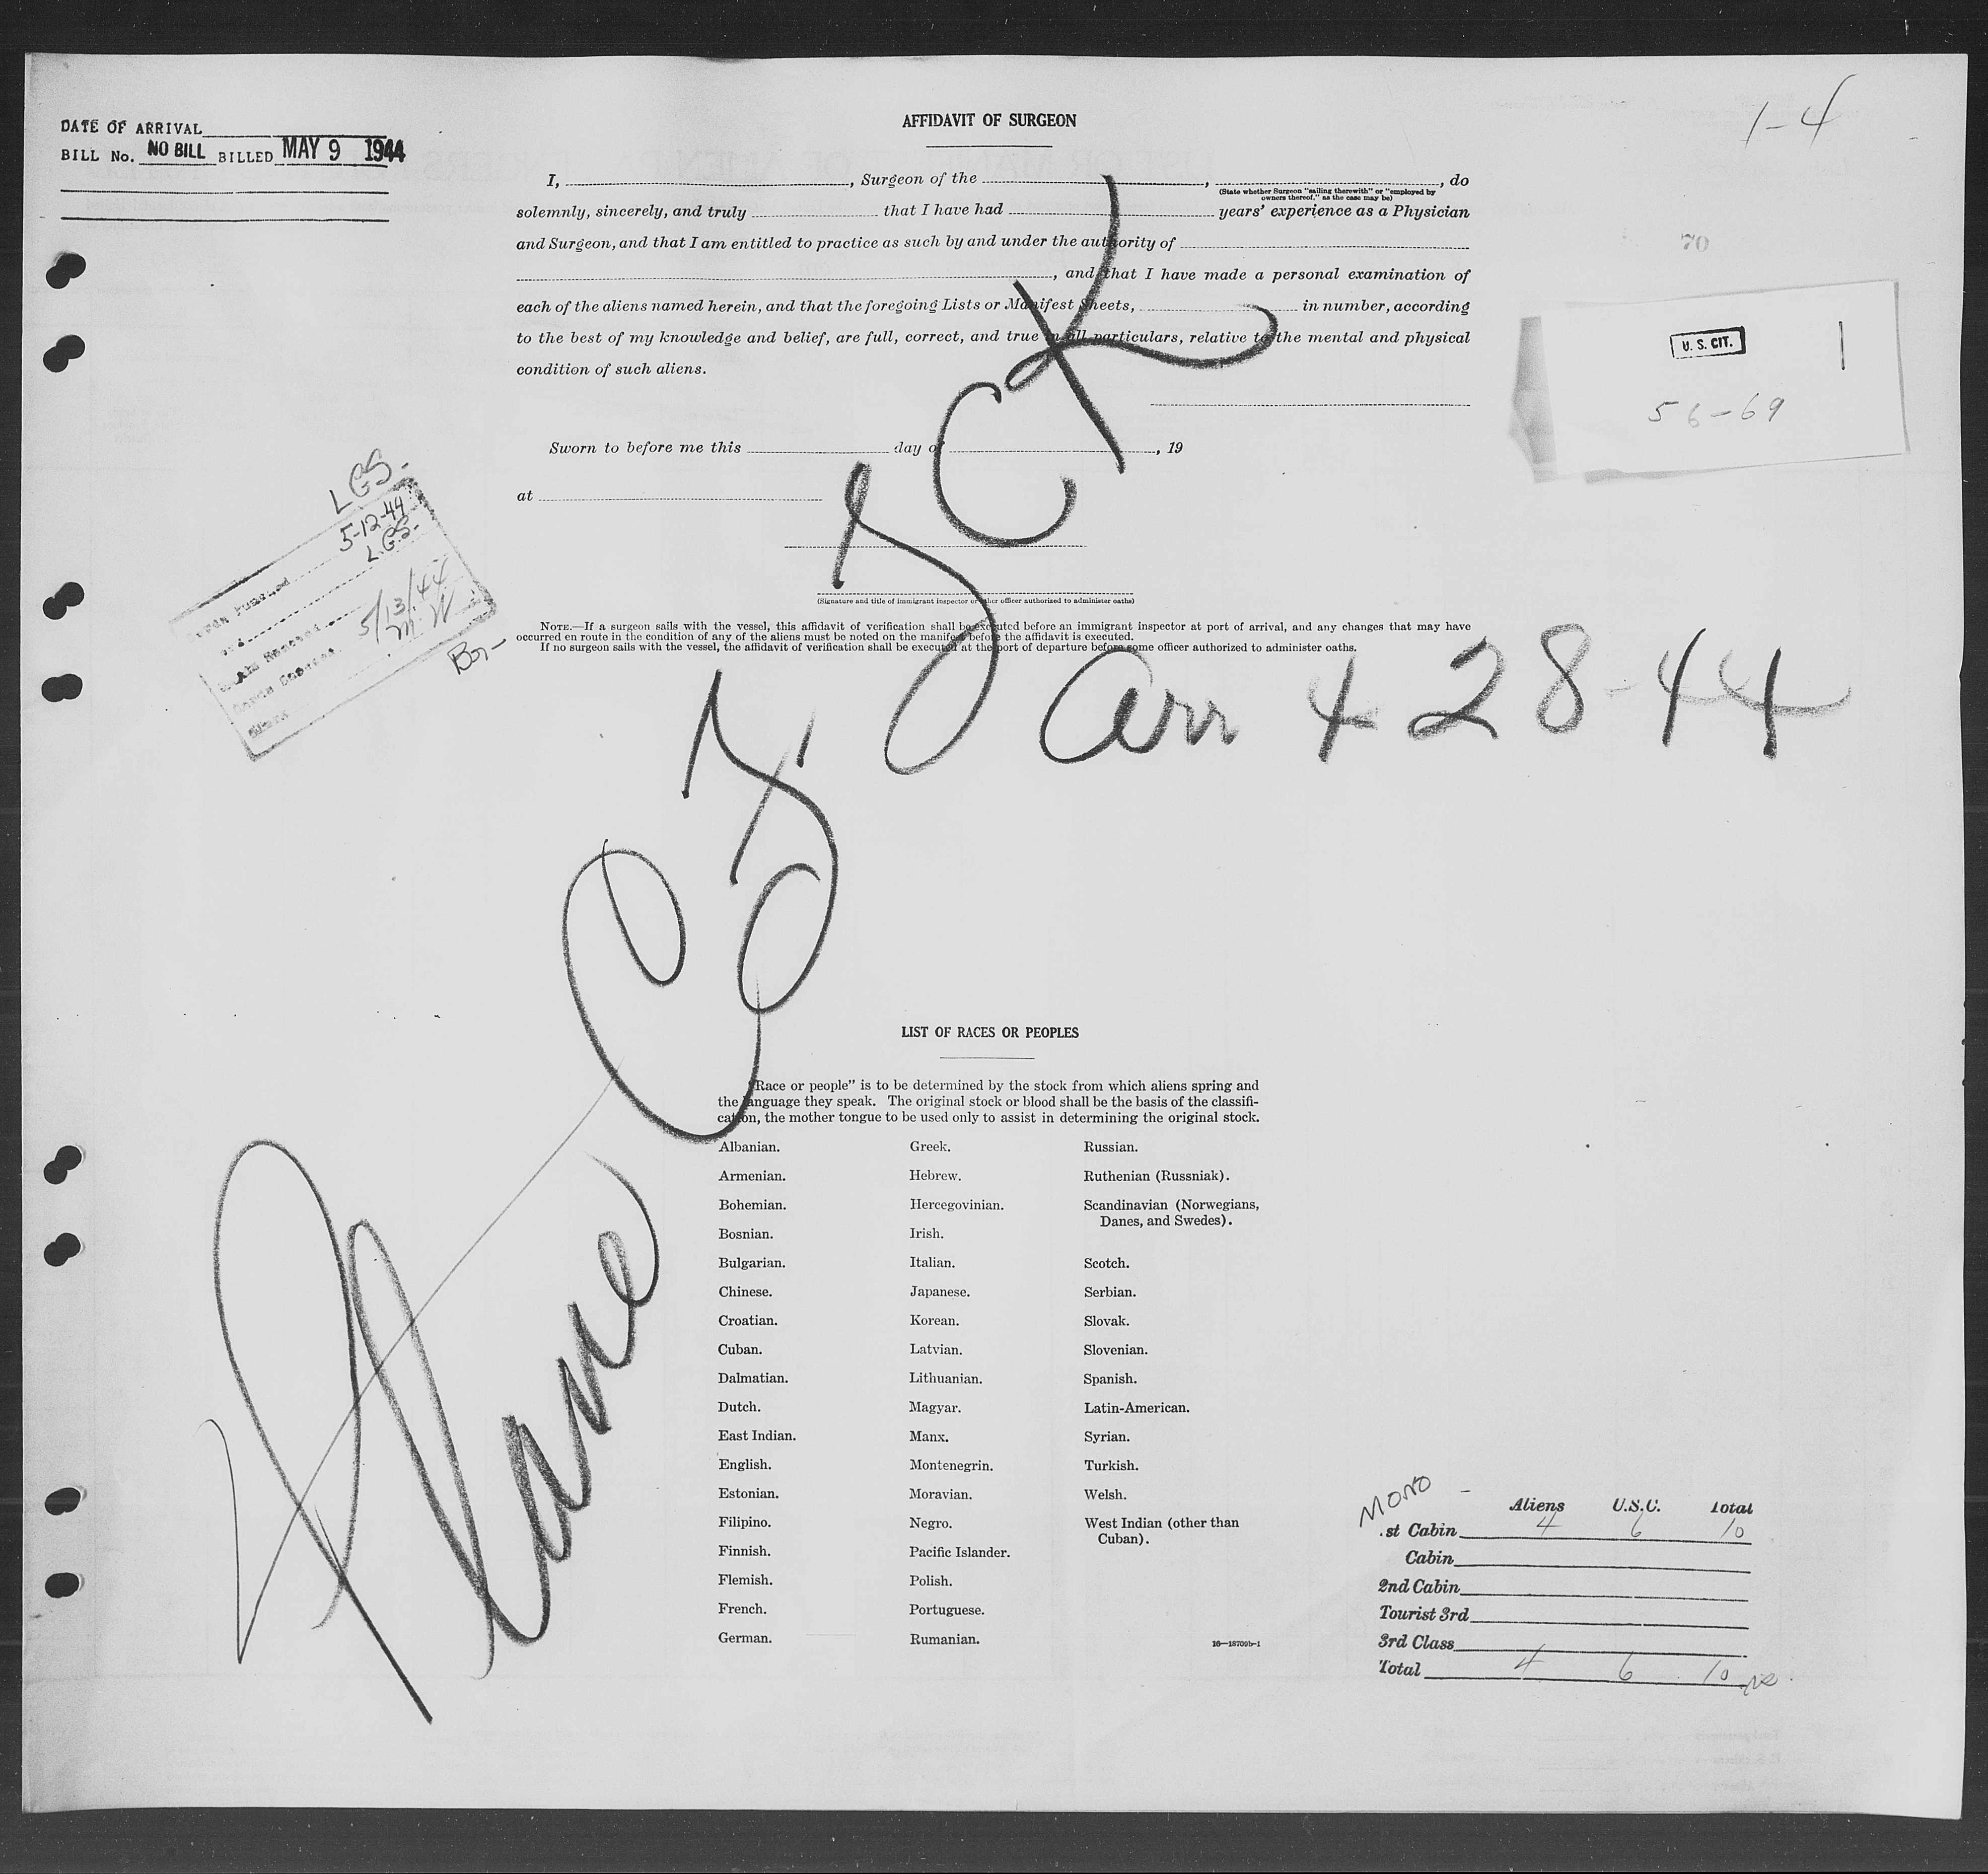 1-4
DATE OF ARRIVAL
BILL No. NO BILL BILLED MAY 9 1944
AFFIDAVIT OF SURGEON
I, , Surgeon of the , , do
(State whether Surgeon "sailing therewith" or "employed by
owners thereof," as the case may be)
solemnly, sincerely, and truly that I have had years' experience as a Physician
and Surgeon, and that I am entitled to practice as such by and under the authority of
, and that I have made a personal examination of
each of the aliens named herein, and that the foregoing Lists or Manifest Sheets, in number, according
to the best of my knowledge and belief, are full, correct, and true in all particulars, relative to the mental and physical
condition of such aliens.
70
U. S. CIT.
56-69
Sworn to before me this day of , 19
at
LGS-
5-12-44
L.G.S-
5/13/44
M.W
(Signature and title of immigrant inspector or other officer authorized to administer oaths)
NOTE.—If a surgeon sails with the vessel, this affidavit of verification shall be executed before an immigrant inspector at port of arrival, and any changes that may have
occurred en route in the condition of any of the aliens must be noted on the manifest before the affidavit is executed.
If no surgeon sails with the vessel, the affidavit of verification shall be executed at the port of departure before some officer authorized to administer oaths.
Plane
Arr 4 28-44
LIST OF RACES OR PEOPLES
"Race or people" is to be determined by the stock from which aliens spring and
the language they speak. The original stock or blood shall be the basis of the classifi-
cation, the mother tongue to be used only to assist in determining the original stock.
Albanian. Greek. Russian.
Armenian. Hebrew. Ruthenian (Russniak).
Bohemian. Hercegovinian. Scandinavian (Norwegians,
Danes, and Swedes).
Bosnian. Irish.
Bulgarian. Italian. Scotch.
Chinese. Japanese. Serbian.
Croatian. Korean. Slovak.
Cuban. Latvian. Slovenian.
Dalmatian. Lithuanian. Spanish.
Dutch. Magyar. Latin-American.
East Indian. Manx. Syrian.
English. Montenegrin. Turkish.
Estonian. Moravian. Welsh.
Filipino. Negro. West Indian (other than
Cuban).
Finnish. Pacific Islander.
Flemish. Polish.
French. Portuguese.
German. Rumanian.
16—18709b-1
Aliens U.S.C. Total
.st Cabin 4 6 10
Cabin
2nd Cabin
Tourist 3rd
3rd Class
Total 4 6 10